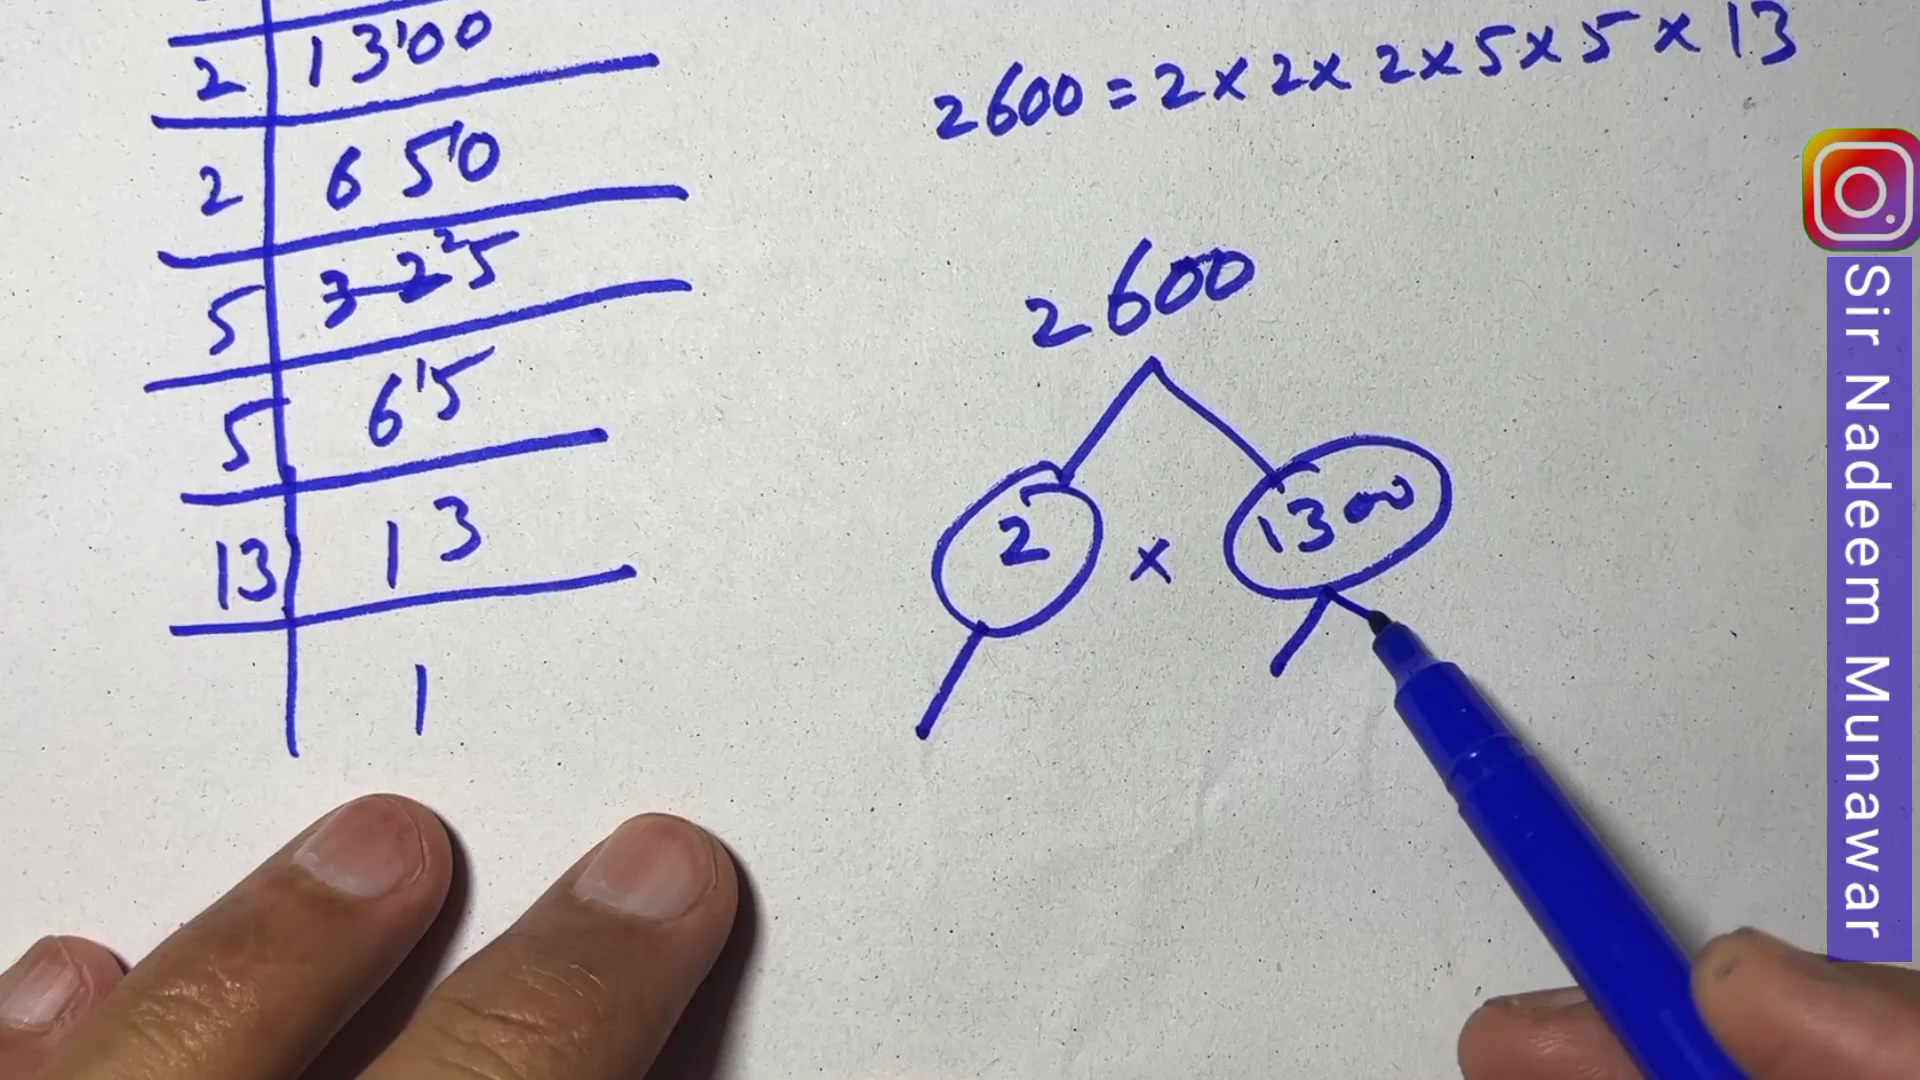 2 | 1300
2 | 650
5 | 325
5 | 65
13 | 13
1
2600 = 2 × 2 × 2 × 5 × 5 × 13
2600
2 × 1300
Sir Nadeem Munawar